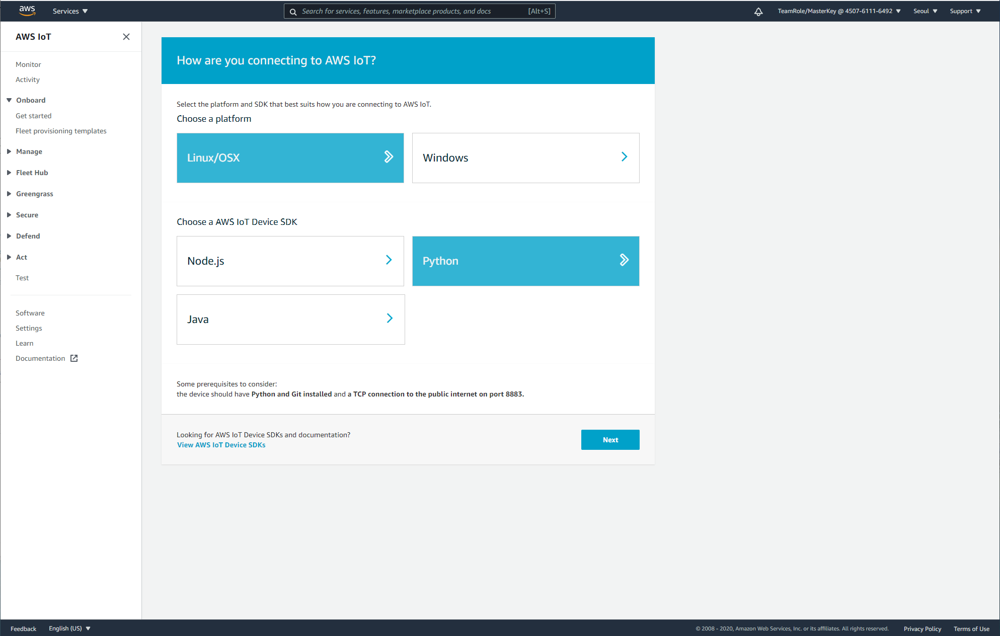 aws
Services
Search for services, features, marketplace products, and docs
[Alt+S]
TeamRole/MasterKey @ 4507-6111-6492
Seoul
Support
AWS IoT
Monitor
Activity
Onboard
Get started
Fleet provisioning templates
Manage
Fleet Hub
Greengrass
Secure
Defend
Act
Test
Software
Settings
Learn
Documentation
How are you connecting to AWS IoT?
Select the platform and SDK that best suits how you are connecting to AWS IoT.
Choose a platform
Linux/OSX
Windows
Choose a AWS IoT Device SDK
Node.js
Python
Java
Some prerequisites to consider:
the device should have Python and Git installed and a TCP connection to the public internet on port 8883.
Looking for AWS IoT Device SDKs and documentation?
View AWS IoT Device SDKs
Next
Feedback
English (US)
© 2008 - 2020, Amazon Web Services, Inc. or its affiliates. All rights reserved.
Privacy Policy
Terms of Use